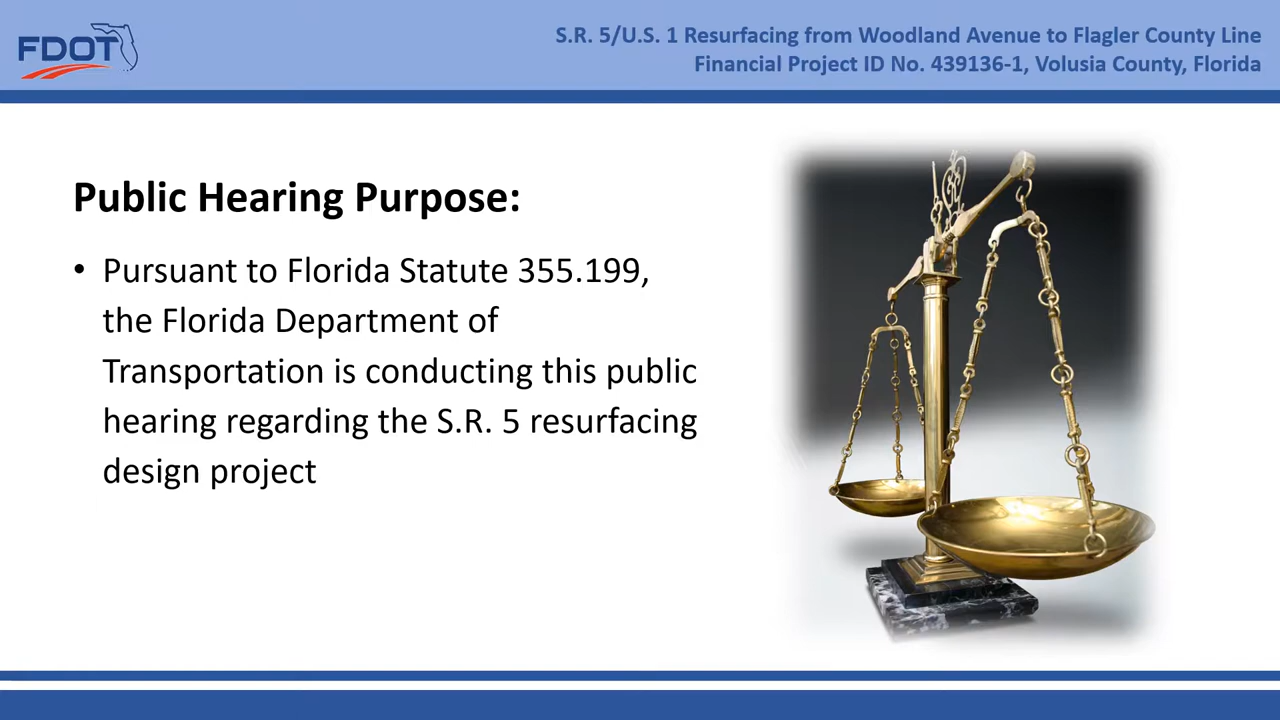 FDOT
S.R. 5/U.S. 1 Resurfacing from Woodland Avenue to Flagler County Line
Financial Project ID No. 439136-1, Volusia County, Florida
Public Hearing Purpose:
• Pursuant to Florida Statute 355.199,
the Florida Department of
Transportation is conducting this public
hearing regarding the S.R. 5 resurfacing
design project